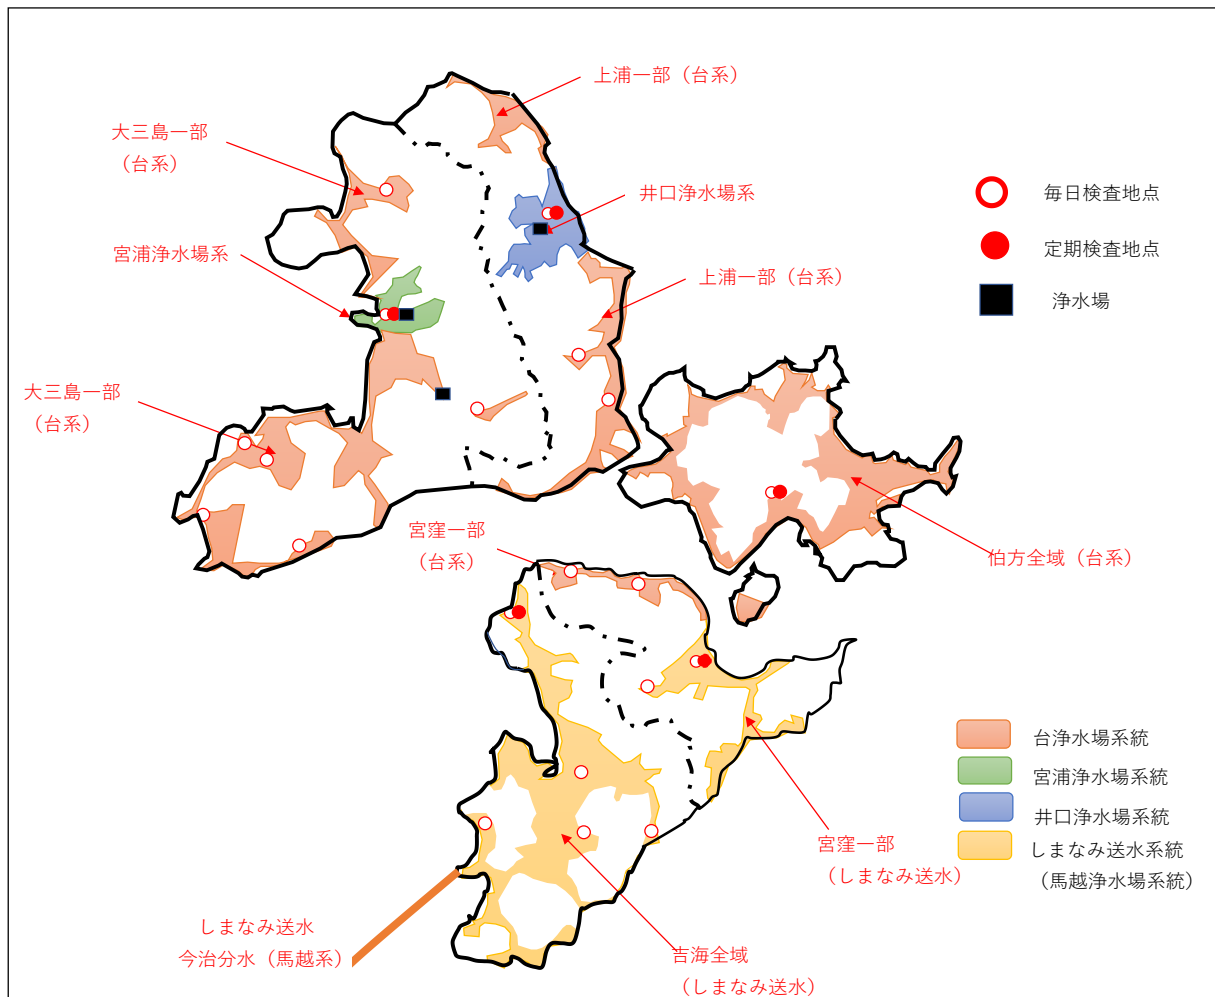 上浦一部（台系）
大三島一部
（台系）
井口浄水場系
毎日検査地点
定期検査地点
浄水場
宮浦浄水場系
上浦一部（台系）
大三島一部
（台系）
宮窪一部
（台系）
伯方全域（台系）
台浄水場系統
宮浦浄水場系統
井口浄水場系統
しまなみ送水系統
（馬越浄水場系統）
宮窪一部
（しまなみ送水）
しまなみ送水
今治分水（馬越系）
吉海全域
（しまなみ送水）